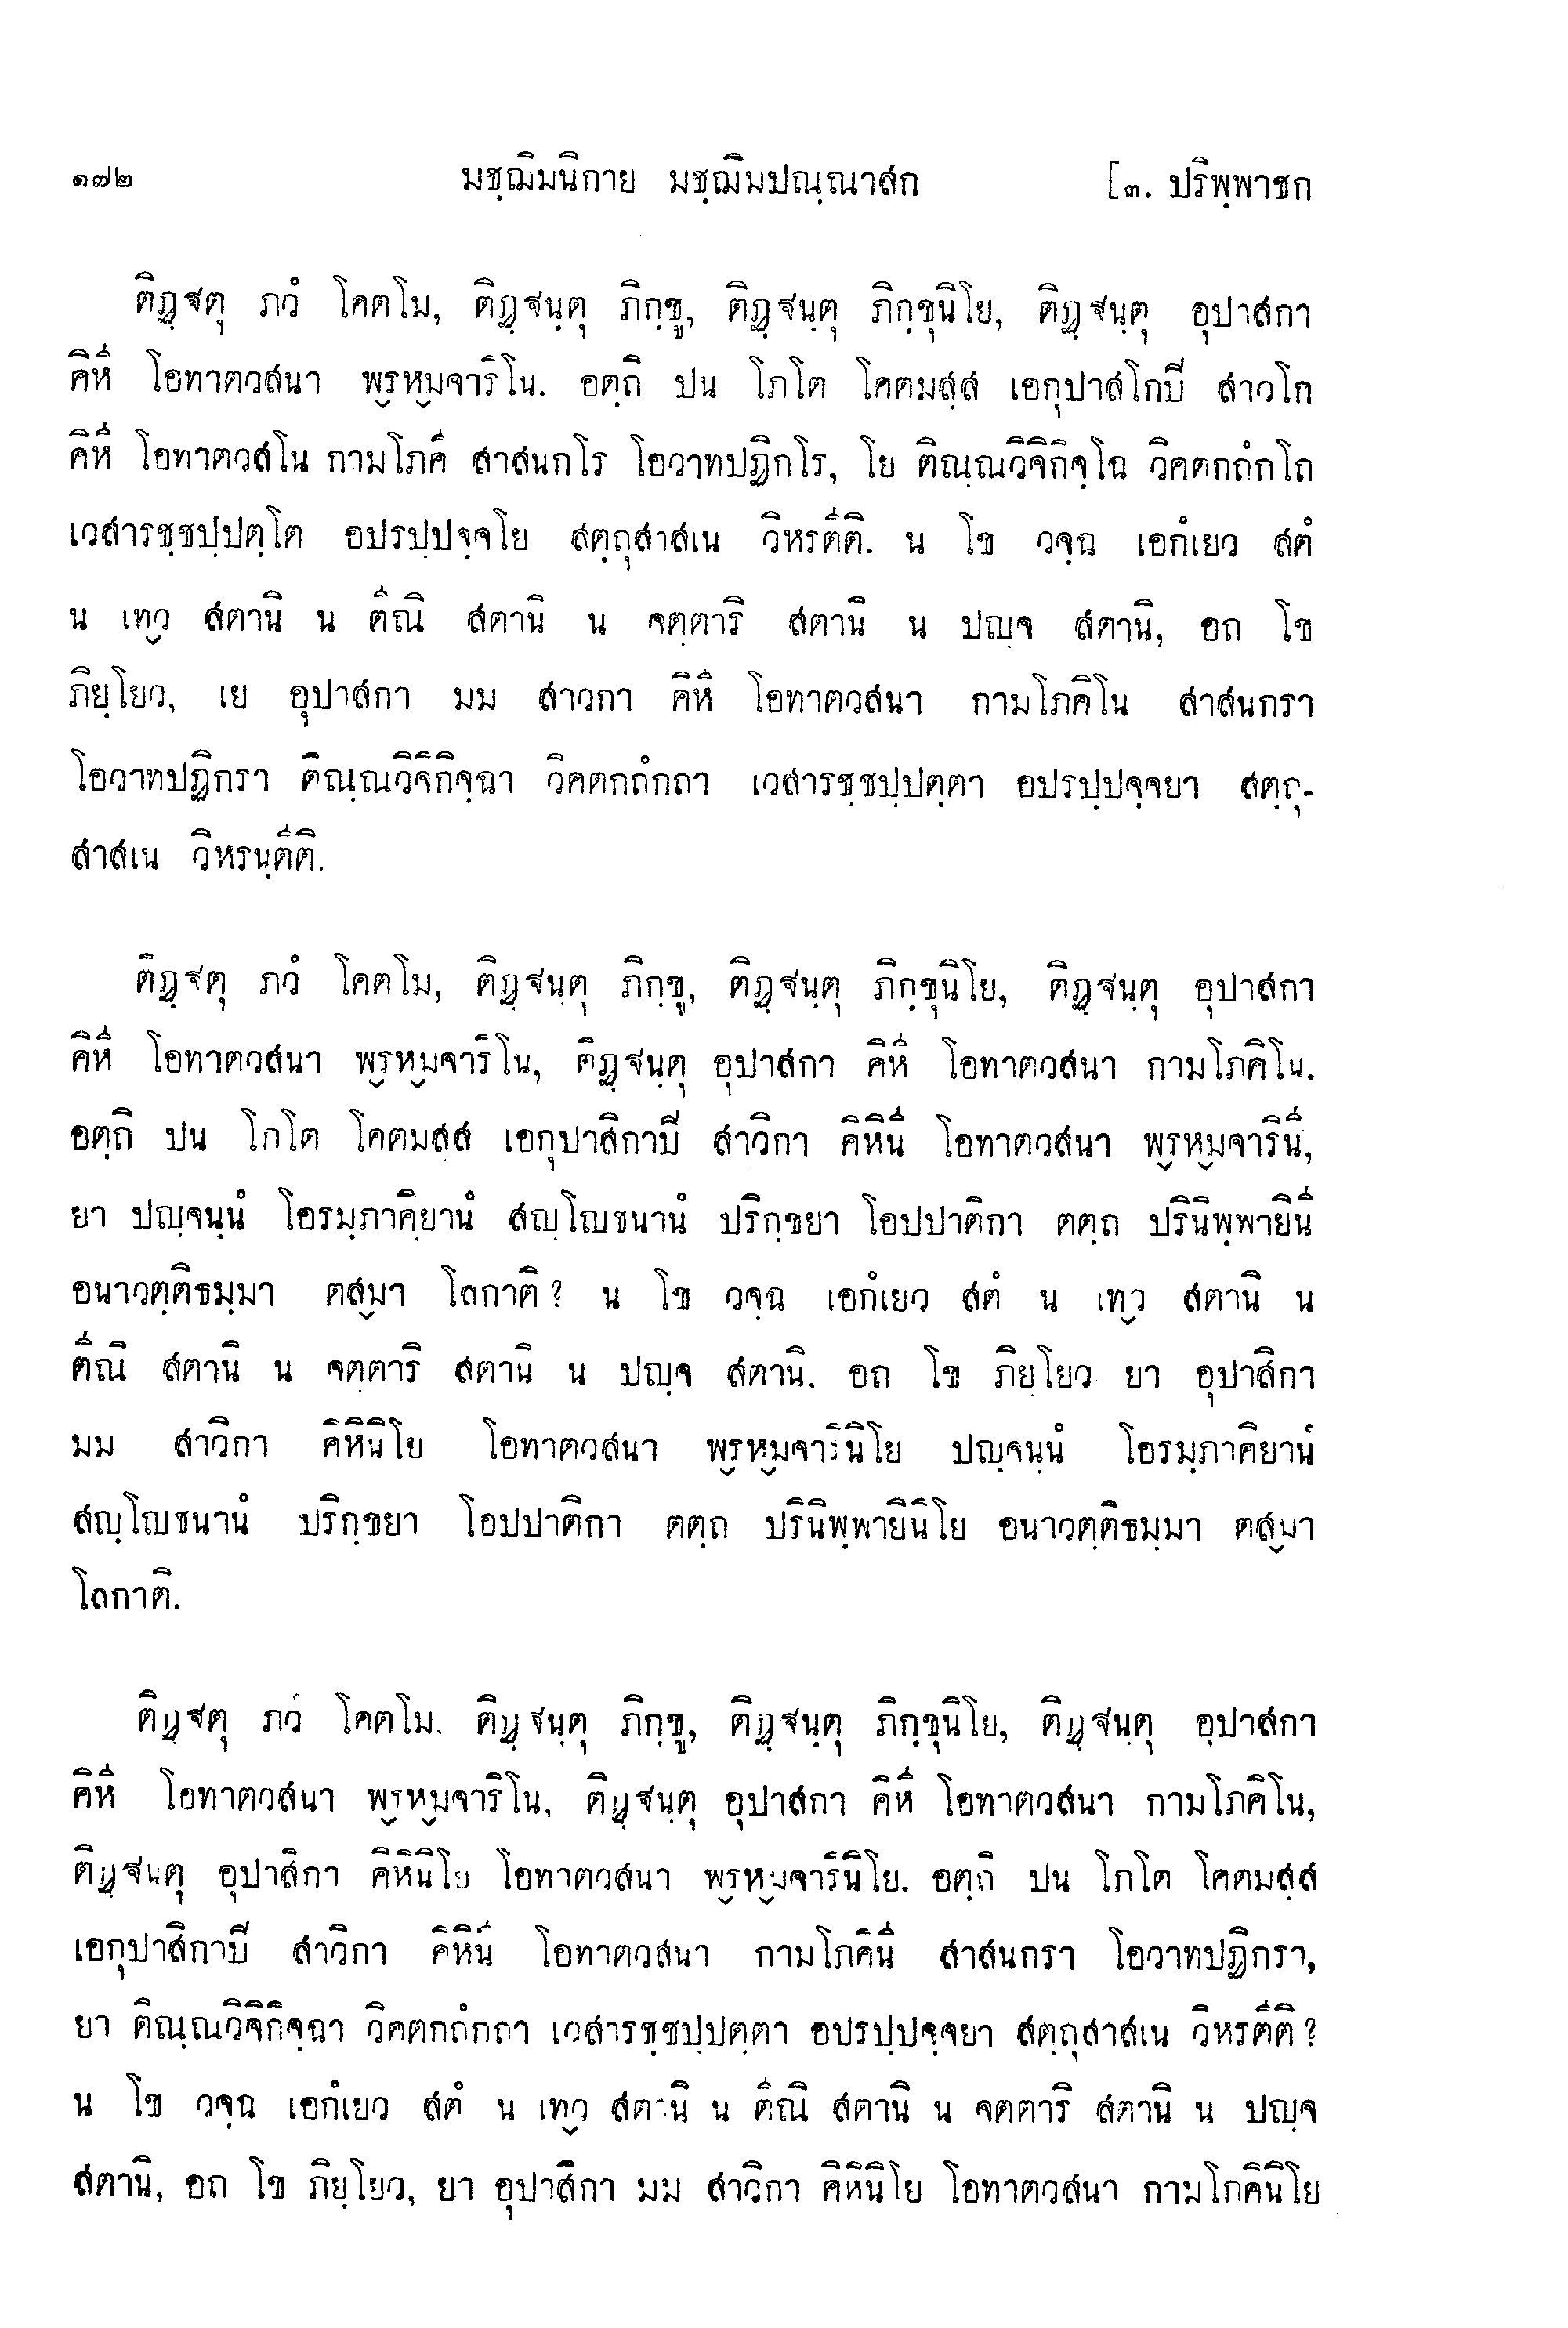 ๑๗๒ มชฺฌิมนิกาย มชฺฌิมปณฺณาสก [๓. ปริพฺพาชก
ติฏฺฐตุ ภวํ โคตโม, ติฏฺฐนฺตุ ภิกฺขู, ติฏฺฐนฺตุ ภิกฺขุนิโย, ติฏฺฐนฺตุ อุปาสกา
คิหี โอทาตวสนา พฺรหฺมจาริโน. อตฺถิ ปน โภโต โคตมสฺส เอกุปาสโกปี สาวโก
คิหี โอทาตวสโน กามโภคี สาสนกโร โอวาทปฏิกโร, โย ติณฺณวิจิกิจฺโฉ วิคตกถํกโถ
เวสารชฺชปฺปตฺโต อปรปฺปจฺจโย สตฺถุสาสเน วิหรตีติ. น โข วจฺฉ เอกํเยว สตํ
น เทฺว สตานิ น ตีณิ สตานิ น จตฺตาริ สตานิ น ปญฺจ สตานิ, อถ โข
ภิยฺโยว, เย อุปาสกา มม สาวกา คิหี โอทาตวสนา กามโภคิโน สาสนกรา
โอวาทปฏิกรา ติณฺณวิจิกิจฺฉา วิคตกถํกถา เวสารชฺชปฺปตฺตา อปรปฺปจฺจยา สตฺถุ-
สาสเน วิหรนฺตีติ.
ติฏฺฐตุ ภวํ โคตโม, ติฏฺฐนฺตุ ภิกฺขู, ติฏฺฐนฺตุ ภิกฺขุนิโย, ติฏฺฐนฺตุ อุปาสกา
คิหี โอทาตวสนา พฺรหฺมจาริโน, ติฏฺฐนฺตุ อุปาสกา คิหี โอทาตวสนา กามโภคิโน.
อตฺถิ ปน โภโต โคตมสฺส เอกุปาสิกาปี สาวิกา คิหินี โอทาตวสนา พฺรหฺมจารินี,
ยา ปญฺจนฺนํ โอรมฺภาคิยานํ สญฺโญชนานํ ปริกฺขยา โอปปาติกา ตตฺถ ปรินิพฺพายินี
อนาวตฺติธมฺมา ตสฺมา โลกาติ? น โข วจฺฉ เอกํเยว สตํ น เทฺว สตานิ น
ตีณิ สตานิ น จตฺตาริ สตานิ น ปญฺจ สตานิ. อถ โข ภิยฺโยว ยา อุปาสิกา
มม สาวิกา คิหินิโย โอทาตวสนา พฺรหฺมจารินิโย ปญฺจนฺนํ โอรมฺภาคิยานํ
สญฺโญชนานํ ปริกฺขยา โอปปาติกา ตตฺถ ปรินิพฺพายินิโย อนาวตฺติธมฺมา ตสฺมา
โลกาติ.
ติฏฺฐตุ ภวํ โคตโม. ติฏฺฐนฺตุ ภิกฺขู, ติฏฺฐนฺตุ ภิกฺขุนิโย, ติฏฺฐนฺตุ อุปาสกา
คิหี โอทาตวสนา พฺรหฺมจาริโน, ติฏฺฐนฺตุ อุปาสกา คิหี โอทาตวสนา กามโภคิโน,
ติฏฺฐนฺตุ อุปาสิกา คิหินิโย โอทาตวสนา พฺรหฺมจารินิโย. อตฺถิ ปน โภโต โคตมสฺส
เอกุปาสิกาปี สาวิกา คิหินี โอทาตวสนา กามโภคินี สาสนกรา โอวาทปฏิกรา,
ยา ติณฺณวิจิกิจฺฉา วิคตกถํกถา เวสารชฺชปฺปตฺตา อปรปฺปจฺจยา สตฺถุสาสเน วิหรตีติ?
น โข วจฺฉ เอกํเยว สตํ น เทฺว สตานิ น ตีณิ สตานิ น จตฺตาริ สตานิ น ปญฺจ
สตานิ, อถ โข ภิยฺโยว, ยา อุปาสิกา มม สาวิกา คิหินิโย โอทาตวสนา กามโภคินิโย